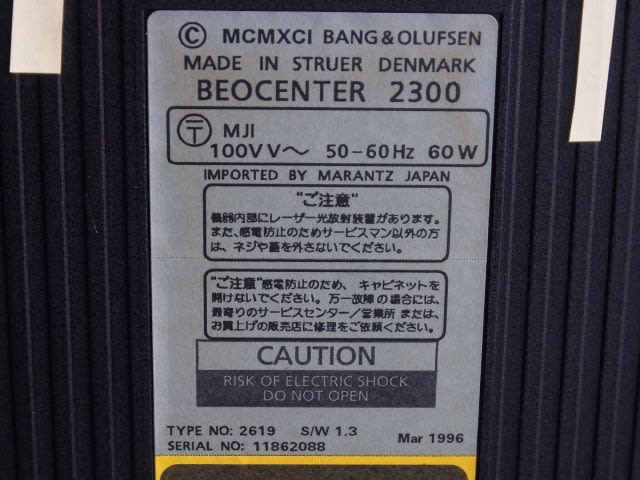 © MCMXCI BANG & OLUFSEN
MADE IN STRUER DENMARK
BEOCENTER 2300
〒 MJI
100V V～ 50-60Hz 60W
IMPORTED BY MARANTZ JAPAN
"ご注意"
機器内部にレーザー光放射装置があります。
また、感電防止のためサービスマン以外の方
は、ネジや蓋を外さないでください。
"ご注意" 感電防止のため、キャビネットを
開けないでください。万一故障の場合には、
最寄りのサービスセンター／営業所または、
お買上げの販売店に修理をご依頼ください。
CAUTION
RISK OF ELECTRIC SHOCK
DO NOT OPEN
TYPE NO: 2619 S/W 1.3
SERIAL NO: 11862088 Mar 1996